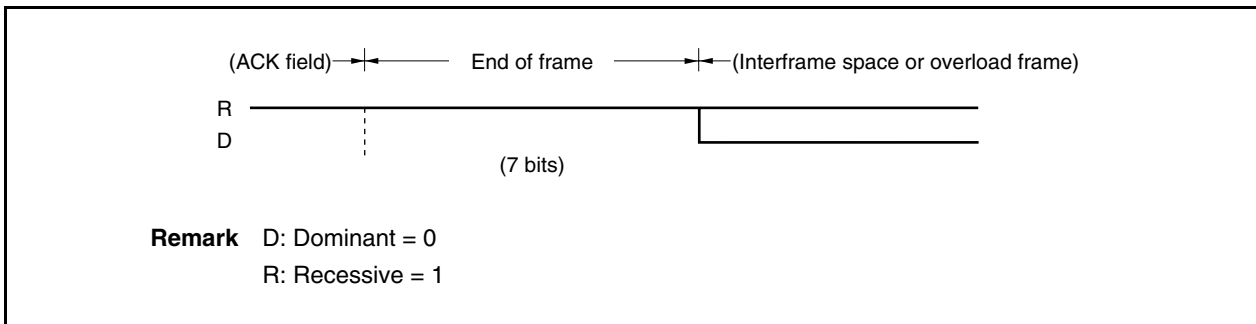 (ACK field) End of frame (Interframe space or overload frame)
R
D
(7 bits)
Remark D: Dominant = 0
R: Recessive = 1